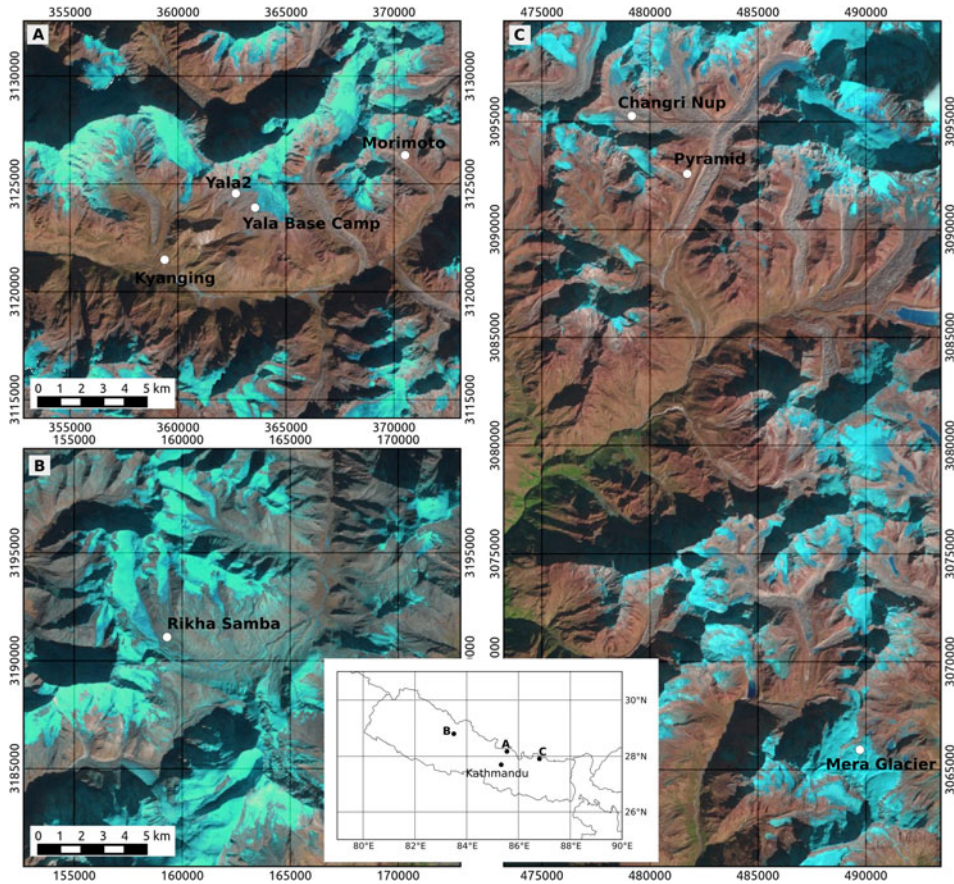 355000 360000 365000 370000
A
3130000 3130000
Morimoto
3125000 3125000
Yala2
Yala Base Camp
Kyanging
3120000 3120000
0 1 2 3 4 5 km
3115000 3115000
155000 160000 165000 170000
B
3195000 3195000
Rikha Samba
3190000
3185000
0 1 2 3 4 5 km
155000 160000
475000 480000 485000 490000
C
Changri Nup
3095000 3095000
Pyramid
3090000 3090000
3085000 3085000
3080000 3080000
3075000 3075000
3070000
Mera Glacier
3065000
475000 480000 485000 490000
30°N
B
A
C
28°N
Kathmandu
26°N
80°E 82°E 84°E 86°E 88°E 90°E